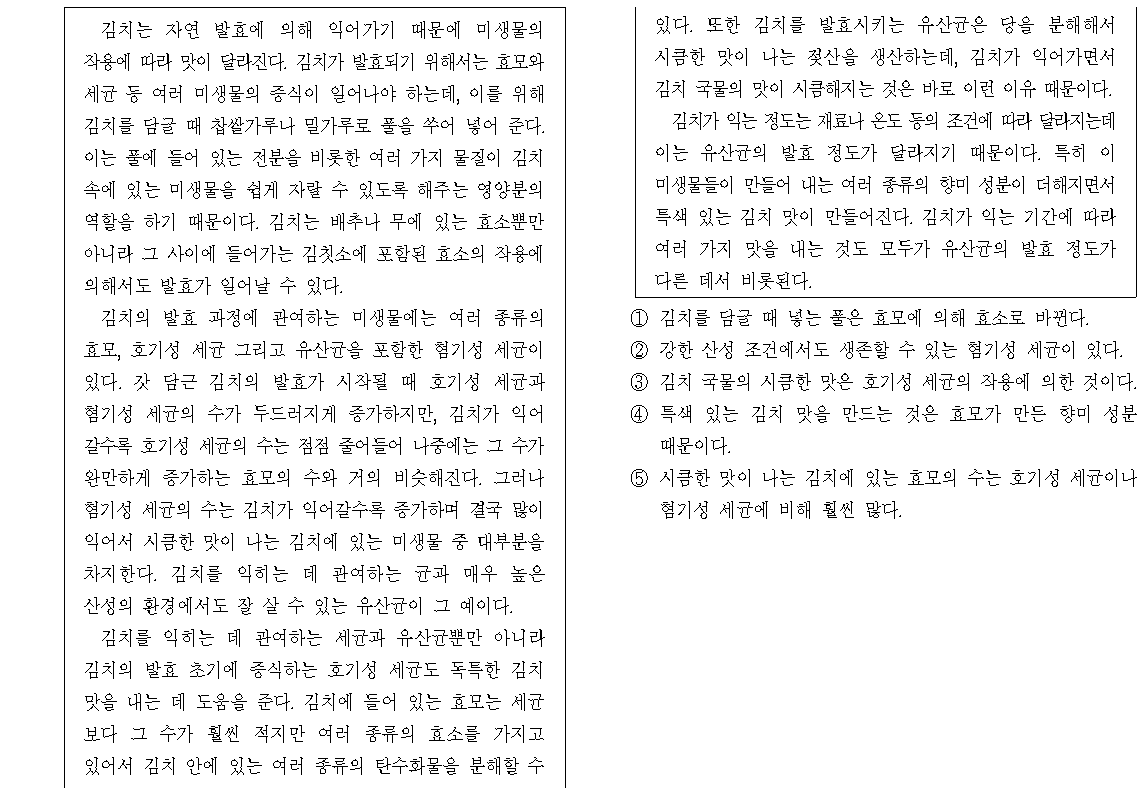 김치는 자연 발효에 의해 익어가기 때문에 미생물의
작용에 따라 맛이 달라진다. 김치가 발효되기 위해서는 효모와
세균 등 여러 미생물의 증식이 일어나야 하는데, 이를 위해
김치를 담글 때 찹쌀가루나 밀가루로 풀을 쑤어 넣어 준다.
이는 풀에 들어 있는 전분을 비롯한 여러 가지 물질이 김치
속에 있는 미생물을 쉽게 자랄 수 있도록 해주는 영양분의
역할을 하기 때문이다. 김치는 배추나 무에 있는 효소뿐만
아니라 그 사이에 들어가는 김칫소에 포함된 효소의 작용에
의해서도 발효가 일어날 수 있다.
김치의 발효 과정에 관여하는 미생물에는 여러 종류의
효모, 호기성 세균 그리고 유산균을 포함한 혐기성 세균이
있다. 갓 담근 김치의 발효가 시작될 때 호기성 세균과
혐기성 세균의 수가 두드러지게 증가하지만, 김치가 익어
갈수록 호기성 세균의 수는 점점 줄어들어 나중에는 그 수가
완만하게 증가하는 효모의 수와 거의 비슷해진다. 그러나
혐기성 세균의 수는 김치가 익어갈수록 증가하며 결국 많이
익어서 시큼한 맛이 나는 김치에 있는 미생물 중 대부분을
차지한다. 김치를 익히는 데 관여하는 균과 매우 높은
산성의 환경에서도 잘 살 수 있는 유산균이 그 예이다.
김치를 익히는 데 관여하는 세균과 유산균뿐만 아니라
김치의 발효 초기에 증식하는 호기성 세균도 독특한 김치
맛을 내는 데 도움을 준다. 김치에 들어 있는 효모는 세균
보다 그 수가 훨씬 적지만 여러 종류의 효소를 가지고
있어서 김치 안에 있는 여러 종류의 탄수화물을 분해할 수
있다. 또한 김치를 발효시키는 유산균은 당을 분해해서
시큼한 맛이 나는 젖산을 생산하는데, 김치가 익어가면서
김치 국물의 맛이 시큼해지는 것은 바로 이런 이유 때문이다.
김치가 익는 정도는 재료나 온도 등의 조건에 따라 달라지는데
이는 유산균의 발효 정도가 달라지기 때문이다. 특히 이
미생물들이 만들어 내는 여러 종류의 향미 성분이 더해지면서
특색 있는 김치 맛이 만들어진다. 김치가 익는 기간에 따라
여러 가지 맛을 내는 것도 모두가 유산균의 발효 정도가
다른 데서 비롯된다.
① 김치를 담글 때 넣는 풀은 효모에 의해 효소로 바뀐다.
② 강한 산성 조건에서도 생존할 수 있는 혐기성 세균이 있다.
③ 김치 국물의 시큼한 맛은 호기성 세균의 작용에 의한 것이다.
④ 특색 있는 김치 맛을 만드는 것은 효모가 만든 향미 성분
때문이다.
⑤ 시큼한 맛이 나는 김치에 있는 효모의 수는 호기성 세균이나
혐기성 세균에 비해 훨씬 많다.